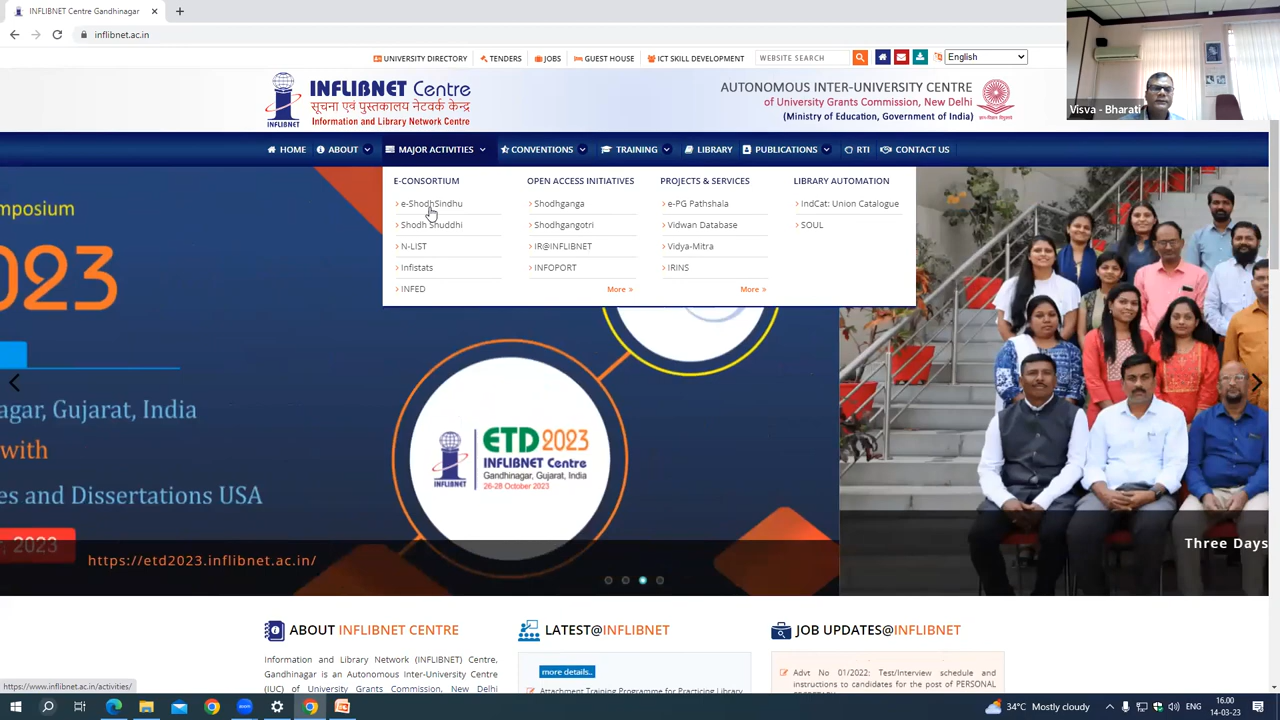 INFLIBNET Centre Gandhinagar
inflibnet.ac.in
UNIVERSITY DIRECTORY TENDERS JOBS GUEST HOUSE ICT SKILL DEVELOPMENT WEBSITE SEARCH English
INFLIBNET Centre
सूचना एवं पुस्तकालय नेटवर्क केन्द्र
Information and Library Network Centre
INFLIBNET
AUTONOMOUS INTER-UNIVERSITY CENTRE
of University Grants Commission, New Delhi
(Ministry of Education, Government of India)
Visva - Bharati
HOME ABOUT MAJOR ACTIVITIES CONVENTIONS TRAINING LIBRARY PUBLICATIONS RTI CONTACT US
E-CONSORTIUM OPEN ACCESS INITIATIVES PROJECTS & SERVICES LIBRARY AUTOMATION
e-ShodhSindhu Shodhganga e-PG Pathshala IndCat: Union Catalogue
Shodh Shuddhi Shodhgangotri Vidwan Database SOUL
N-LIST IR@INFLIBNET Vidya-Mitra
Infistats INFOPORT IRINS
INFED More » More »
mposium
023
agar, Gujarat, India
with
es and Dissertations USA
, 2023
https://etd2023.inflibnet.ac.in/
ETD2023
INFLIBNET Centre
Gandhinagar, Gujarat, India
26-28 October 2023
INFLIBNET
Three Days
ABOUT INFLIBNET CENTRE
Information and Library Network (INFLIBNET) Centre,
Gandhinagar is an Autonomous Inter-University Centre
(IUC) of University Grants Commission, New Delhi
LATEST@INFLIBNET
more details..
Attachment Training Programme for Practicing Library
JOB UPDATES@INFLIBNET
Advt No 01/2022: Test/Interview schedule and
instructions to candidates for the post of PERSONAL
https://www.inflibnet.ac.in/activities/
34°C Mostly cloudy ENG 16.00
14-03-23